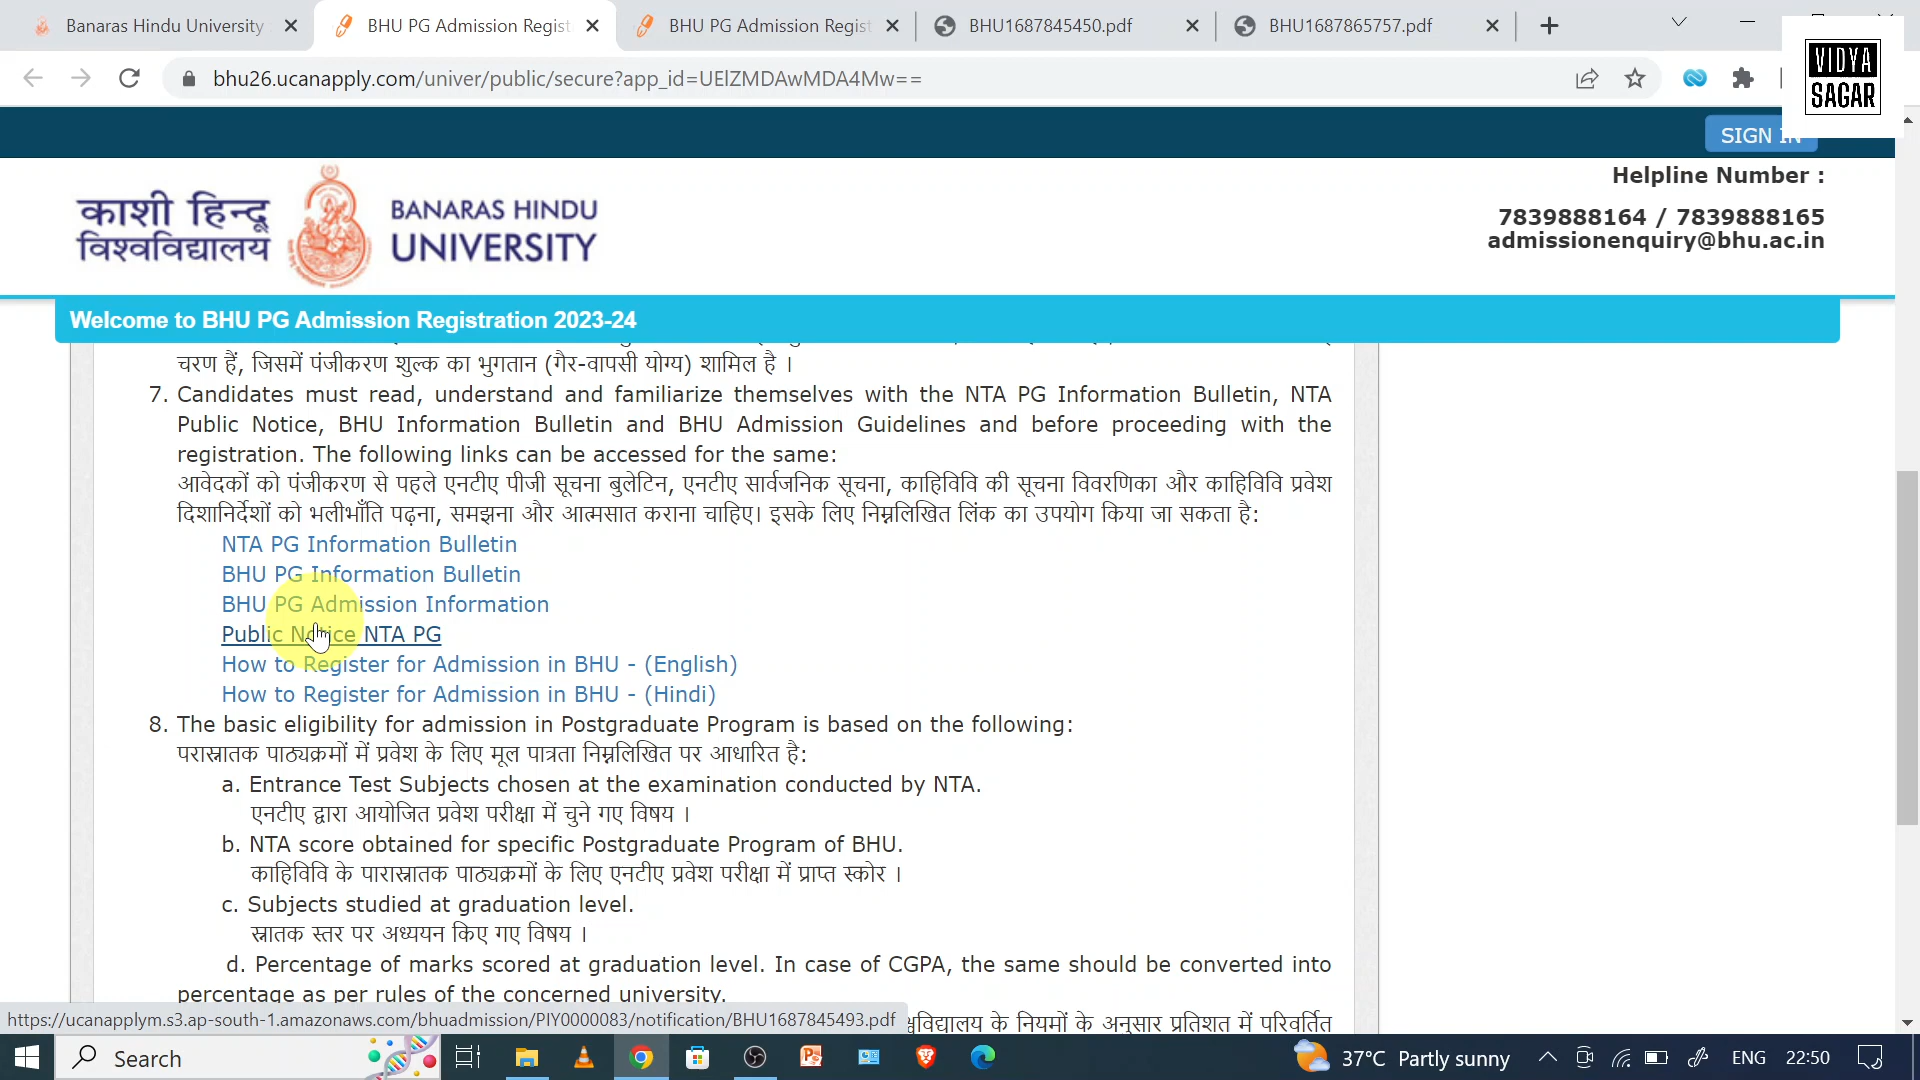 Banaras Hindu University
BHU PG Admission Regist
BHU PG Admission Regist
BHU1687845450.pdf
BHU1687865757.pdf
bhu26.ucanapply.com/univer/public/secure?app_id=UElZMDAwMDA4Mw==
VIDYA
SAGAR
SIGN IN
Helpline Number :
7839888164 / 7839888165
admissionenquiry@bhu.ac.in
काशी हिन्दू
विश्वविद्यालय
BANARAS HINDU
UNIVERSITY
Welcome to BHU PG Admission Registration 2023-24
चरण हैं, जिसमें पंजीकरण शुल्क का भुगतान (गैर-वापसी योग्य) शामिल है ।
7. Candidates must read, understand and familiarize themselves with the NTA PG Information Bulletin, NTA
Public Notice, BHU Information Bulletin and BHU Admission Guidelines and before proceeding with the
registration. The following links can be accessed for the same:
आवेदकों को पंजीकरण से पहले एनटीए पीजी सूचना बुलेटिन, एनटीए सार्वजनिक सूचना, काहिविवि की सूचना विवरणिका और काहिविवि प्रवेश
दिशानिर्देशों को भलीभाँति पढ़ना, समझना और आत्मसात कराना चाहिए। इसके लिए निम्नलिखित लिंक का उपयोग किया जा सकता है:
NTA PG Information Bulletin
BHU PG Information Bulletin
BHU PG Admission Information
Public Notice NTA PG
How to Register for Admission in BHU - (English)
How to Register for Admission in BHU - (Hindi)
8. The basic eligibility for admission in Postgraduate Program is based on the following:
परास्नातक पाठ्यक्रमों में प्रवेश के लिए मूल पात्रता निम्नलिखित पर आधारित है:
a. Entrance Test Subjects chosen at the examination conducted by NTA.
एनटीए द्वारा आयोजित प्रवेश परीक्षा में चुने गए विषय ।
b. NTA score obtained for specific Postgraduate Program of BHU.
काहिविवि के पारास्नातक पाठ्यक्रमों के लिए एनटीए प्रवेश परीक्षा में प्राप्त स्कोर ।
c. Subjects studied at graduation level.
स्नातक स्तर पर अध्ययन किए गए विषय ।
d. Percentage of marks scored at graduation level. In case of CGPA, the same should be converted into
percentage as per rules of the concerned university.
https://ucanapplym.s3.ap-south-1.amazonaws.com/bhuadmission/PIY0000083/notification/BHU1687845493.pdf
के नियमों के अनुसार प्रतिशत में परिवर्तित
Search
37°C Partly sunny
ENG
22:50